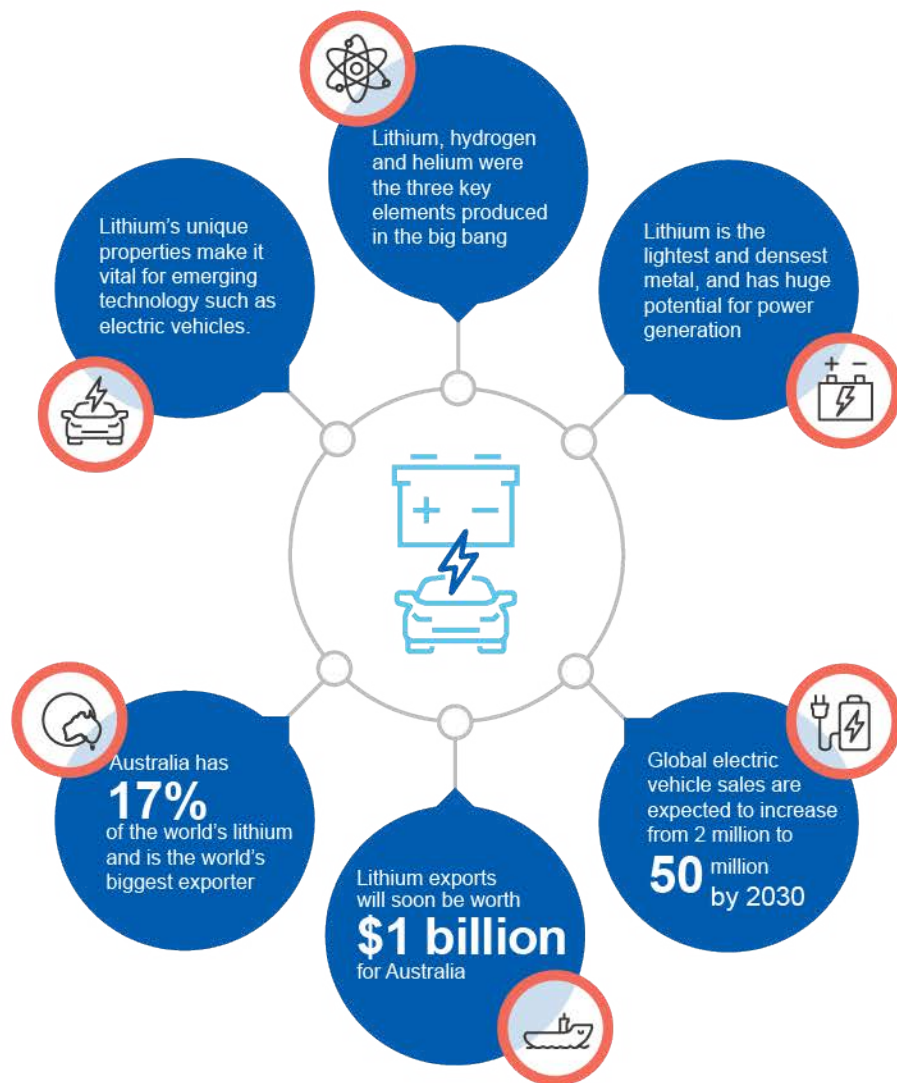 Lithium, hydrogen
and helium were
the three key
elements produced
in the big bang
Lithium's unique
properties make it
vital for emerging
technology such as
electric vehicles.
Lithium is the
lightest and densest
metal, and has huge
potential for power
generation
+ −
+ −
Australia has
17%
of the world's lithium
and is the world's
biggest exporter
Global electric
vehicle sales are
expected to increase
from 2 million to
50 million
by 2030
Lithium exports
will soon be worth
$1 billion
for Australia